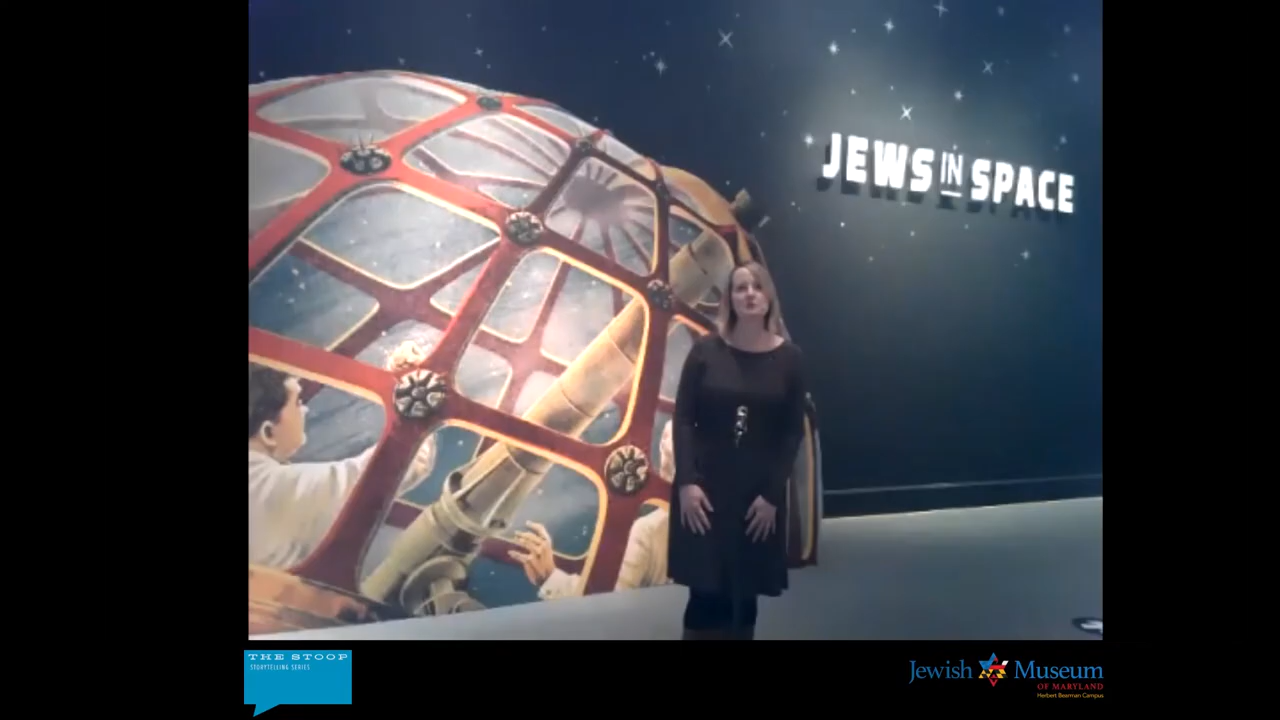 JEWS IN SPACE
THE STOOP
STORYTELLING SERIES
Jewish Museum
OF MARYLAND
Herbert Bearman Campus